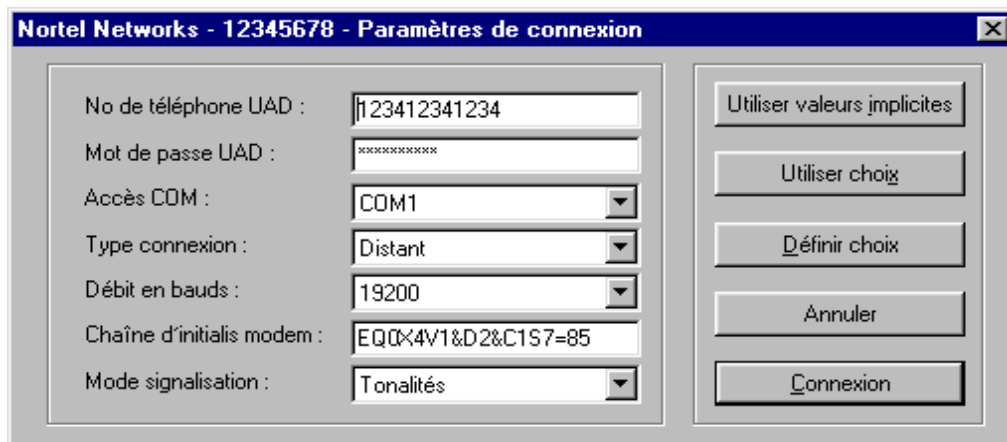 Nortel Networks - 12345678 - Paramètres de connexion
No de téléphone UAD : 123412341234
Mot de passe UAD : **********
Accès COM : COM1
Type connexion : Distant
Débit en bauds : 19200
Chaîne d'initialis modem : EQ0X4V1&D2&C1S7=85
Mode signalisation : Tonalités
Utiliser valeurs implicites
Utiliser choix
Définir choix
Annuler
Connexion